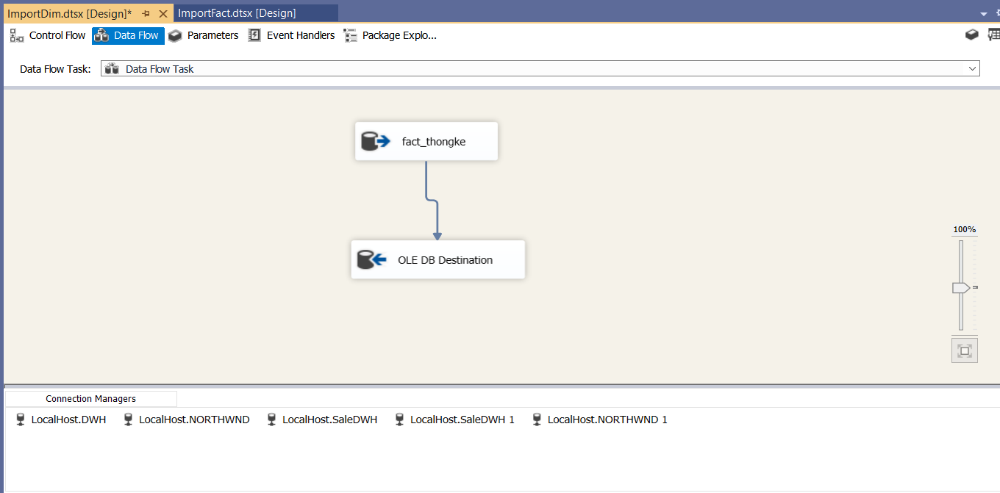 ImportDim.dtsx [Design]* ImportFact.dtsx [Design]
Control Flow Data Flow Parameters Event Handlers Package Explo...
Data Flow Task: Data Flow Task
fact_thongke
OLE DB Destination
100%
Connection Managers
LocalHost.DWH LocalHost.NORTHWND LocalHost.SaleDWH LocalHost.SaleDWH 1 LocalHost.NORTHWND 1